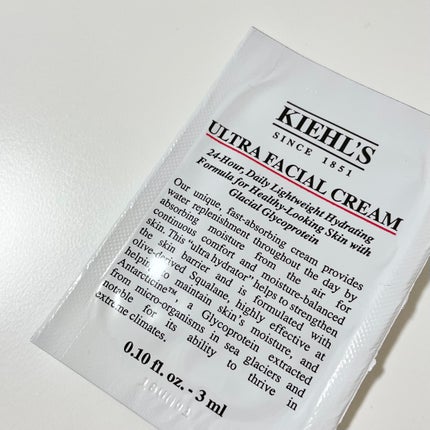 KIEHL'S
SINCE 1851
ULTRA FACIAL CREAM
24-Hour, Daily Lightweight Hydrating
Formula for Healthy-Looking Skin with
Glacial Glycoprotein
Our unique, fast-absorbing cream provides
water replenishment throughout the day by
absorbing moisture from the air for
continuous comfort and moisture-balanced
skin. This "ultra hydrator" helps to strengthen
the skin barrier and is formulated with
olive-derived Squalane, highly effective at
helping to maintain skin's moisture, and
Antarcticine™, a Glycoprotein extracted
from micro-organisms in sea glaciers and
notable for its ability to thrive in
extreme climates.
0.10 fl. oz. - 3 ml